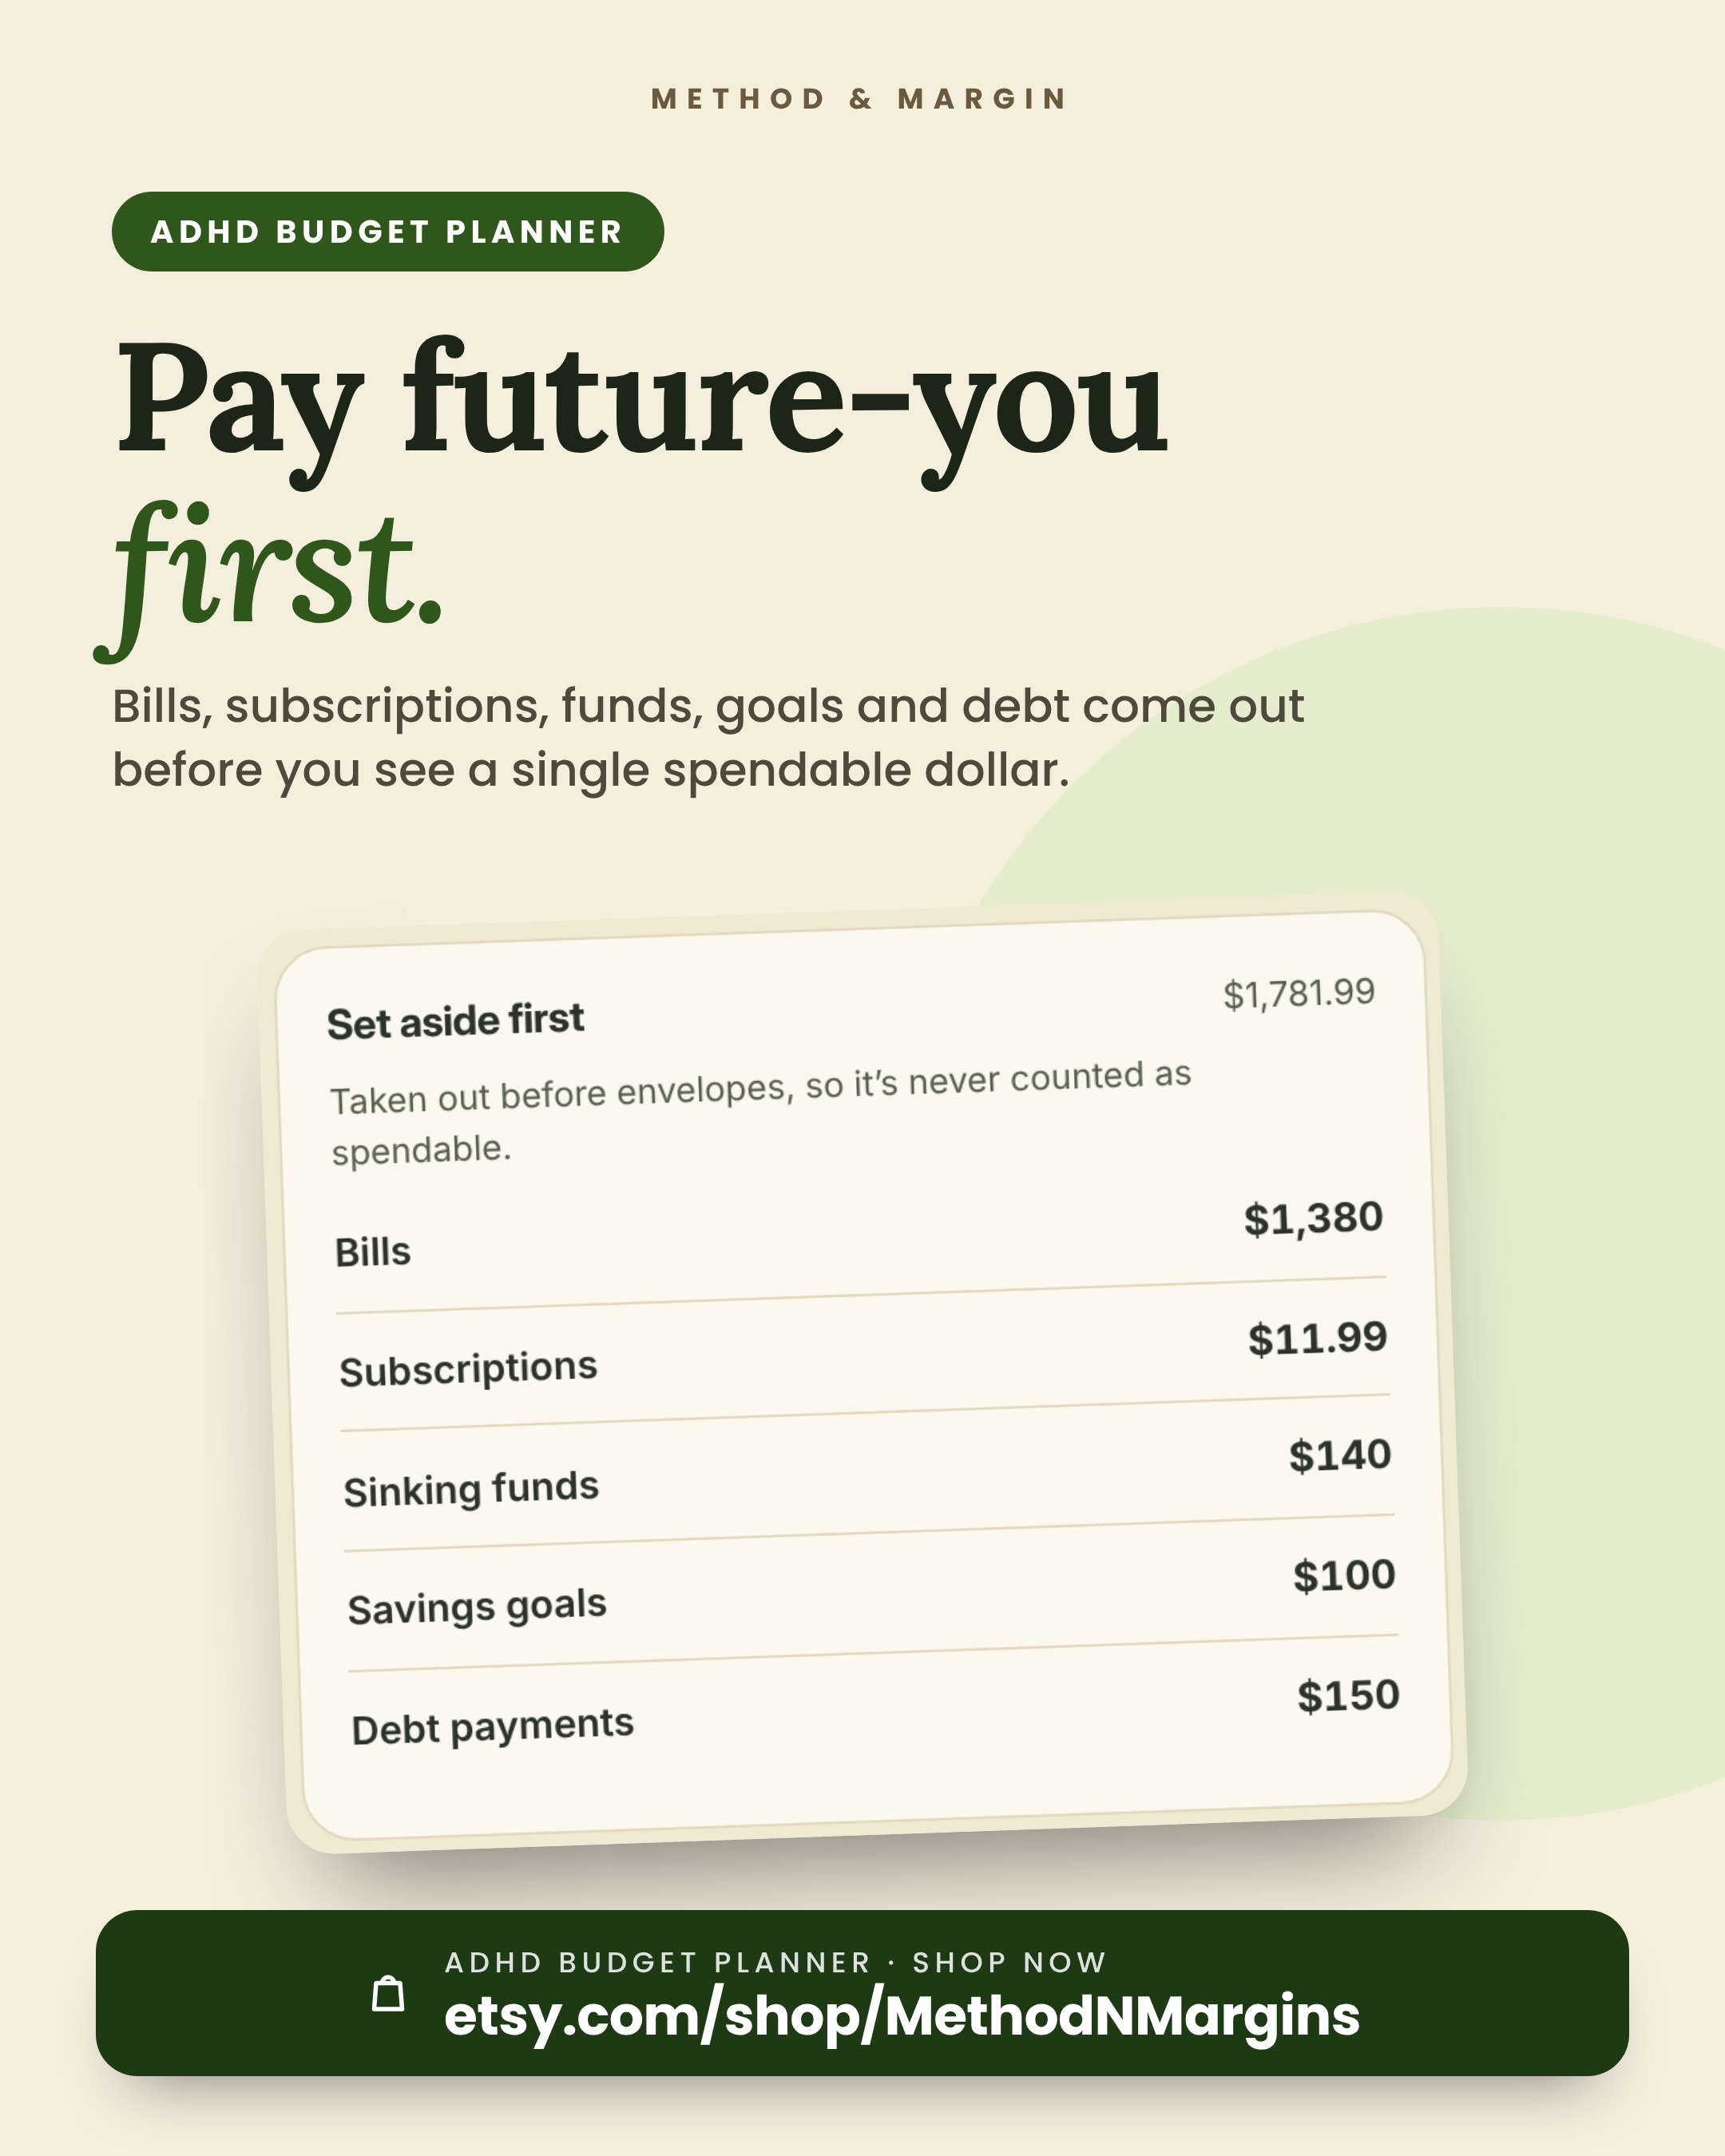 METHOD & MARGIN
ADHD BUDGET PLANNER
Pay future-you
first.
Bills, subscriptions, funds, goals and debt come out
before you see a single spendable dollar.
Set aside first $1,781.99
Taken out before envelopes, so it’s never counted as
spendable.
Bills $1,380
Subscriptions $11.99
Sinking funds $140
Savings goals $100
Debt payments $150
ADHD BUDGET PLANNER · SHOP NOW
etsy.com/shop/MethodNMargins